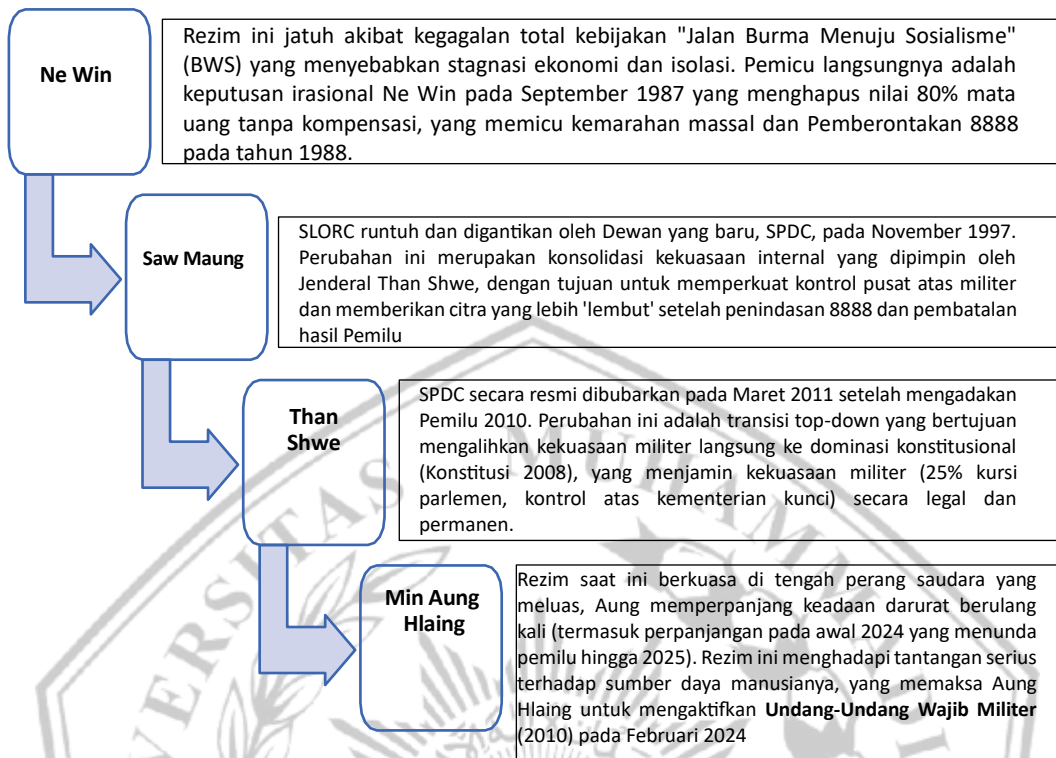 Ne Win
Rezim ini jatuh akibat kegagalan total kebijakan "Jalan Burma Menuju Sosialisme"
(BWS) yang menyebabkan stagnasi ekonomi dan isolasi. Pemicu langsungnya adalah
keputusan irasional Ne Win pada September 1987 yang menghapus nilai 80% mata
uang tanpa kompensasi, yang memicu kemarahan massal dan Pemberontakan 8888
pada tahun 1988.
Saw Maung
SLORC runtuh dan digantikan oleh Dewan yang baru, SPDC, pada November 1997.
Perubahan ini merupakan konsolidasi kekuasaan internal yang dipimpin oleh
Jenderal Than Shwe, dengan tujuan untuk memperkuat kontrol pusat atas militer
dan memberikan citra yang lebih 'lembut' setelah penindasan 8888 dan pembatalan
hasil Pemilu
Than
Shwe
SPDC secara resmi dibubarkan pada Maret 2011 setelah mengadakan
Pemilu 2010. Perubahan ini adalah transisi top-down yang bertujuan
mengalihkan kekuasaan militer langsung ke dominasi konstitusional
(Konstitusi 2008), yang menjamin kekuasaan militer (25% kursi
parlemen, kontrol atas kementerian kunci) secara legal dan
permanen.
Min Aung
Hlaing
Rezim saat ini berkuasa di tengah perang saudara yang
meluas, Aung memperpanjang keadaan darurat berulang
kali (termasuk perpanjangan pada awal 2024 yang menunda
pemilu hingga 2025). Rezim ini menghadapi tantangan serius
terhadap sumber daya manusianya, yang memaksa Aung
Hlaing untuk mengaktifkan Undang-Undang Wajib Militer
(2010) pada Februari 2024